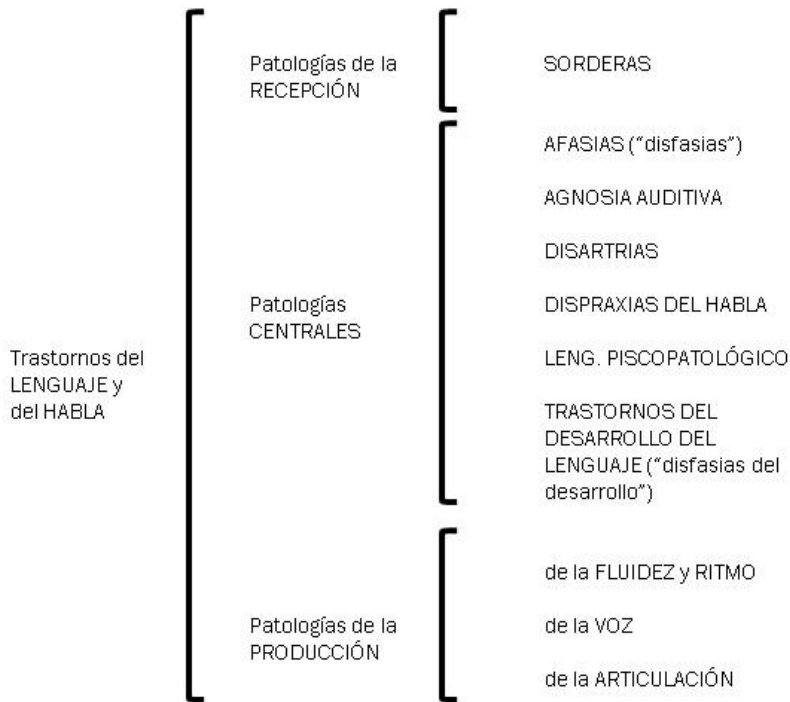 Trastornos del
LENGUAJE y
del HABLA
Patologías de la
RECEPCIÓN
SORDERAS
Patologías
CENTRALES
AFASIAS (“disfasias”)
AGNOSIA AUDITIVA
DISARTRIAS
DISPRAXIAS DEL HABLA
LENG. PISCOPATOLÓGICO
TRASTORNOS DEL
DESARROLLO DEL
LENGUAJE (“disfasias del
desarrollo”)
Patologías de la
PRODUCCIÓN
de la FLUIDEZ y RITMO
de la VOZ
de la ARTICULACIÓN